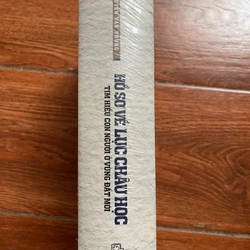 HỒ SƠ VỀ LỤC CHÂU HỌC
TÌM HIỂU CON NGƯỜI Ở VÙNG ĐẤT MỚI